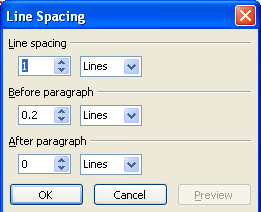 Line Spacing
Line spacing
1 Lines
Before paragraph
0.2 Lines
After paragraph
0 Lines
OK Cancel Preview